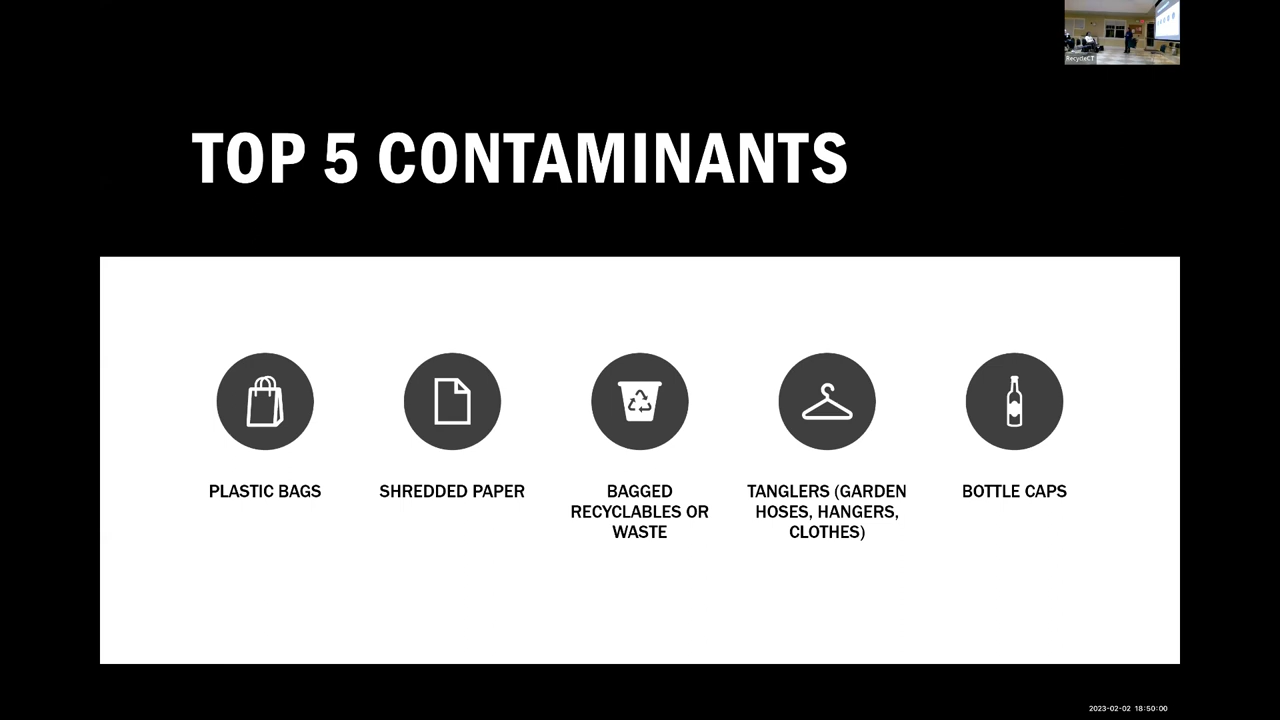 RecycleCT
TOP 5 CONTAMINANTS
PLASTIC BAGS
SHREDDED PAPER
BAGGED
RECYCLABLES OR
WASTE
TANGLERS (GARDEN
HOSES, HANGERS,
CLOTHES)
BOTTLE CAPS
2023-02-02 18:50:00